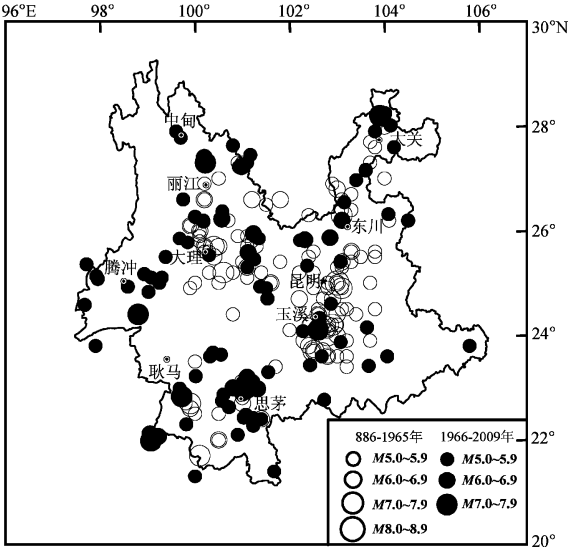 96°E 98° 100° 102° 104° 106°
30°N
28°
26°
24°
22°
20°
中甸
大关
丽江
东川
大理
腾冲
昆明
玉溪
耿马
思茅
886-1965年 1966-2009年
M5.0~5.9 M5.0~5.9
M6.0~6.9 M6.0~6.9
M7.0~7.9 M7.0~7.9
M8.0~8.9